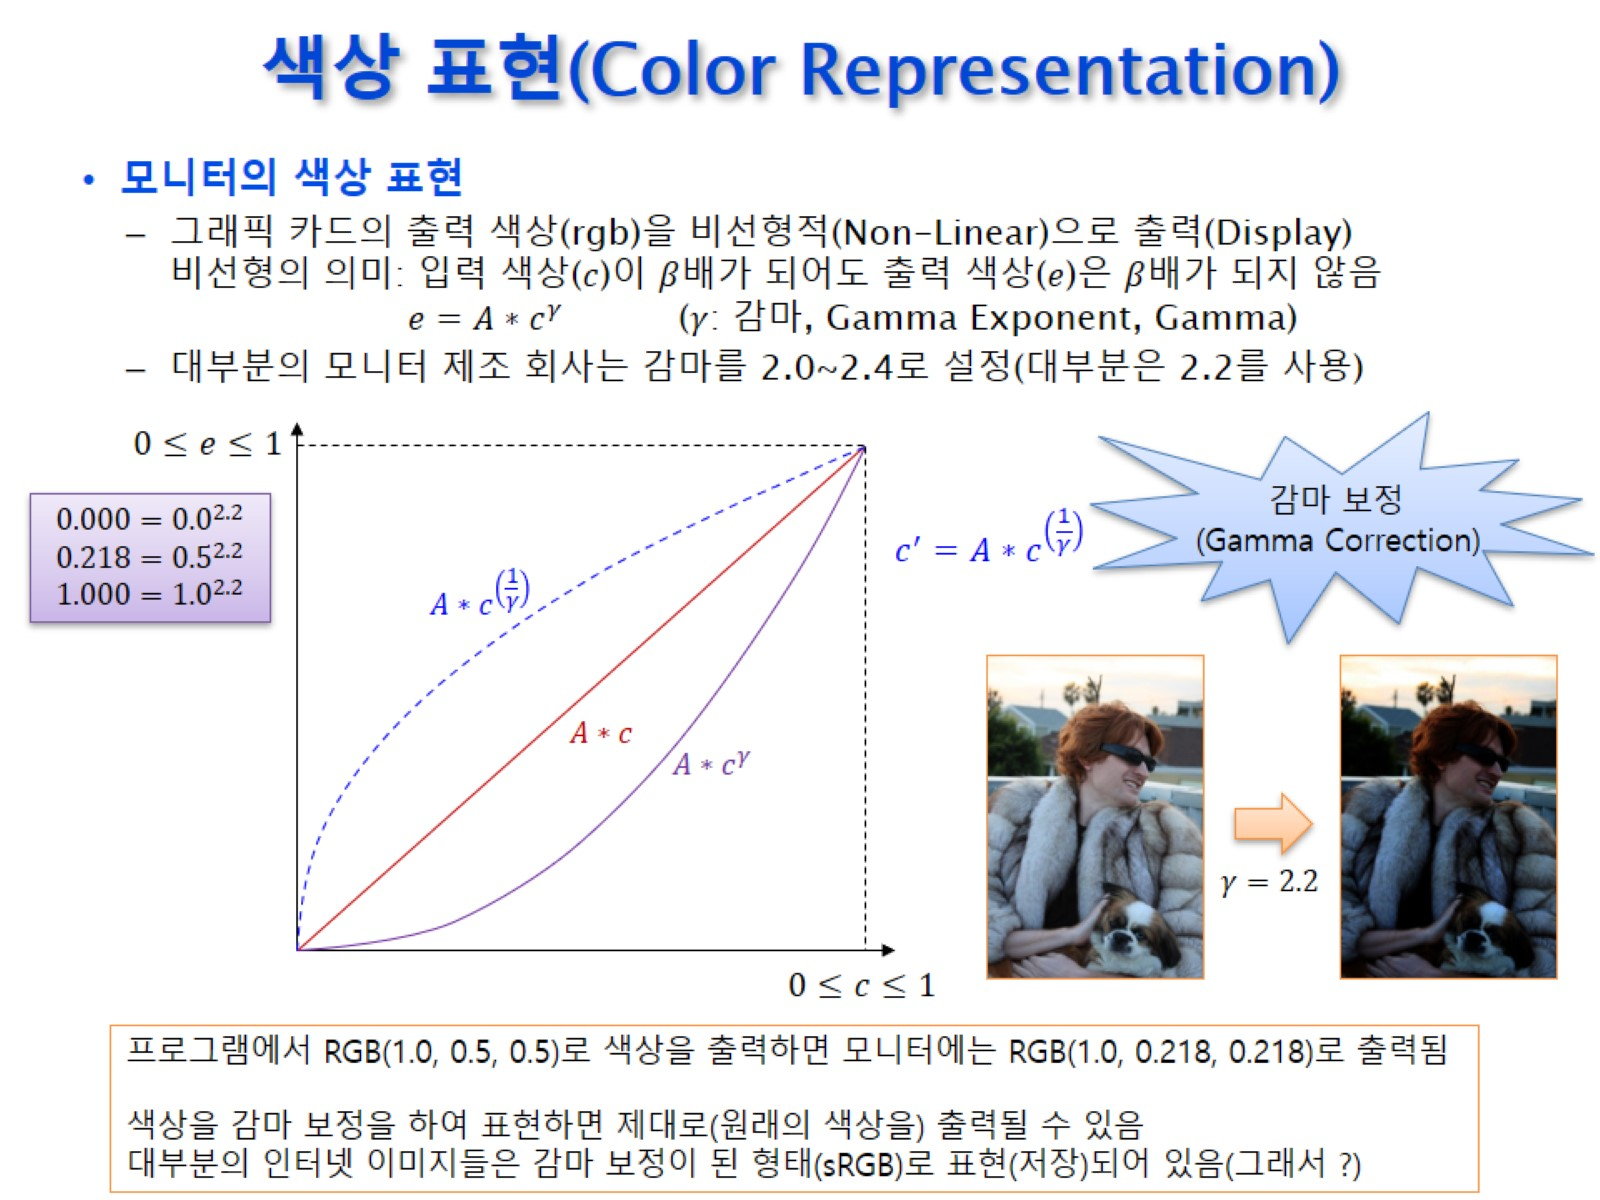 색상 표현(Color Representation)
• 모니터의 색상 표현
– 그래픽 카드의 출력 색상(rgb)을 비선형적(Non-Linear)으로 출력(Display)
비선형의 의미: 입력 색상(c)이 β배가 되어도 출력 색상(e)은 β배가 되지 않음
e = A ∗ c^γ (γ: 감마, Gamma Exponent, Gamma)
– 대부분의 모니터 제조 회사는 감마를 2.0~2.4로 설정(대부분은 2.2를 사용)
0 ≤ e ≤ 1
0.000 = 0.0^2.2
0.218 = 0.5^2.2
1.000 = 1.0^2.2
A ∗ c^(1/γ)
A ∗ c
A ∗ c^γ
0 ≤ c ≤ 1
c′ = A ∗ c^(1/γ)
감마 보정
(Gamma Correction)
γ = 2.2
프로그램에서 RGB(1.0, 0.5, 0.5)로 색상을 출력하면 모니터에는 RGB(1.0, 0.218, 0.218)로 출력됨
색상을 감마 보정을 하여 표현하면 제대로(원래의 색상을) 출력될 수 있음
대부분의 인터넷 이미지들은 감마 보정이 된 형태(sRGB)로 표현(저장)되어 있음(그래서 ?)